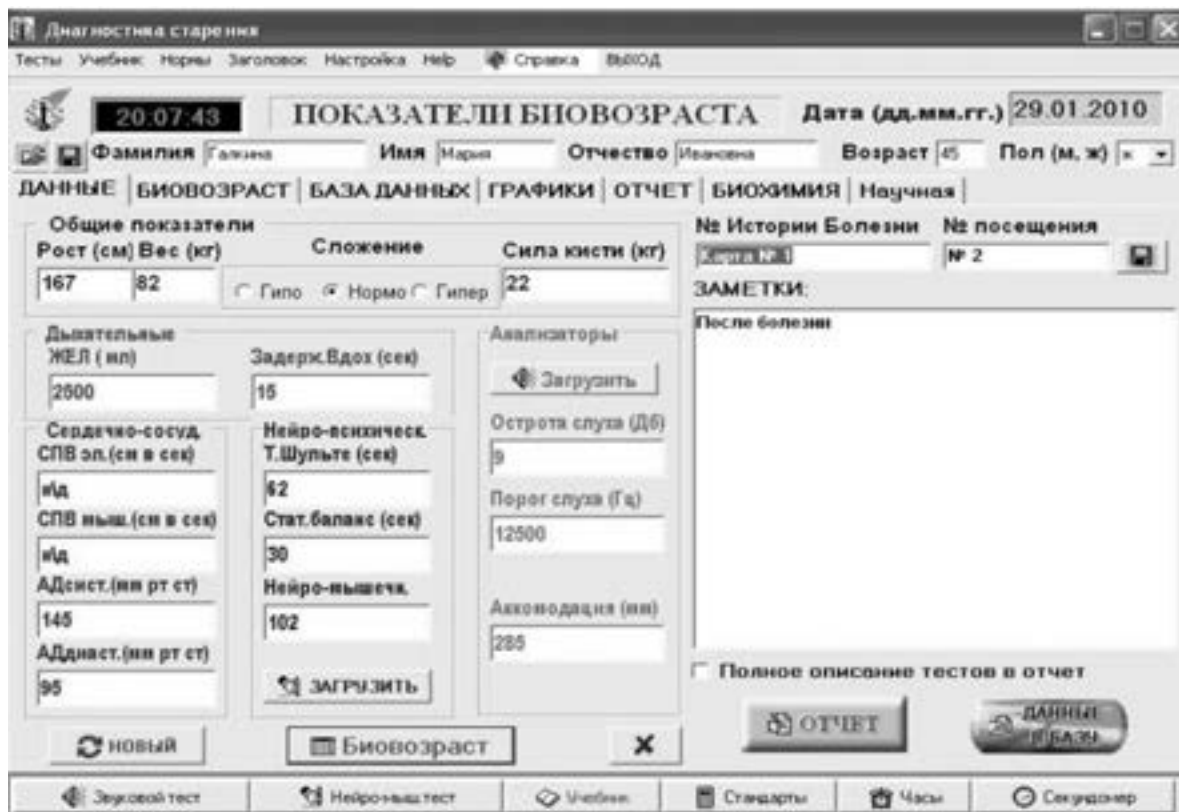 Диагностика старения
Тесты Учебник Нормы Заголовок Настройка Help Справка ВЫХОД
20:07:43 ПОКАЗАТЕЛИ БИОВОЗРАСТА Дата (дд.мм.гг.) 29.01.2010
Фамилия Галкина Имя Мария Отчество Ивановна Возраст 45 Пол (м, ж) ж
ДАННЫЕ БИОВОЗРАСТ БАЗА ДАННЫХ ГРАФИКИ ОТЧЕТ БИОХИМИЯ Научная
Общие показатели
Рост (см) Вес (кг) Сложение Сила кисти (кг)
167 82 Гипо Нормо Гипер 22
№ Истории Болезни № посещения
Карта № 1 № 2
ЗАМЕТКИ:
После болезни
Дыхательные
ЖЕЛ ( мл) Задерж.Вдох (сек)
2500 15
Сердечно-сосуд.
СПВ эл.(см в сек)
н\д
СПВ мыш.(см в сек)
н\д
АДсист.(мм рт ст)
145
АДдиаст.(мм рт ст)
95
Нейро-психическ.
Т.Шульте (сек)
62
Стат.баланс (сек)
30
Нейро-мышечн.
102
ЗАГРУЗИТЬ
Анализаторы
Загрузить
Острота слуха (Дб)
9
Порог слуха (Гц)
12500
Аккомодация (мм)
285
Полное описание тестов в отчет
ОТЧЕТ ДАННЫЕ В БАЗУ
НОВЫЙ Биовозраст
Звуковой тест Нейро-мыш тест Учебник Стандарты Часы Секундомер